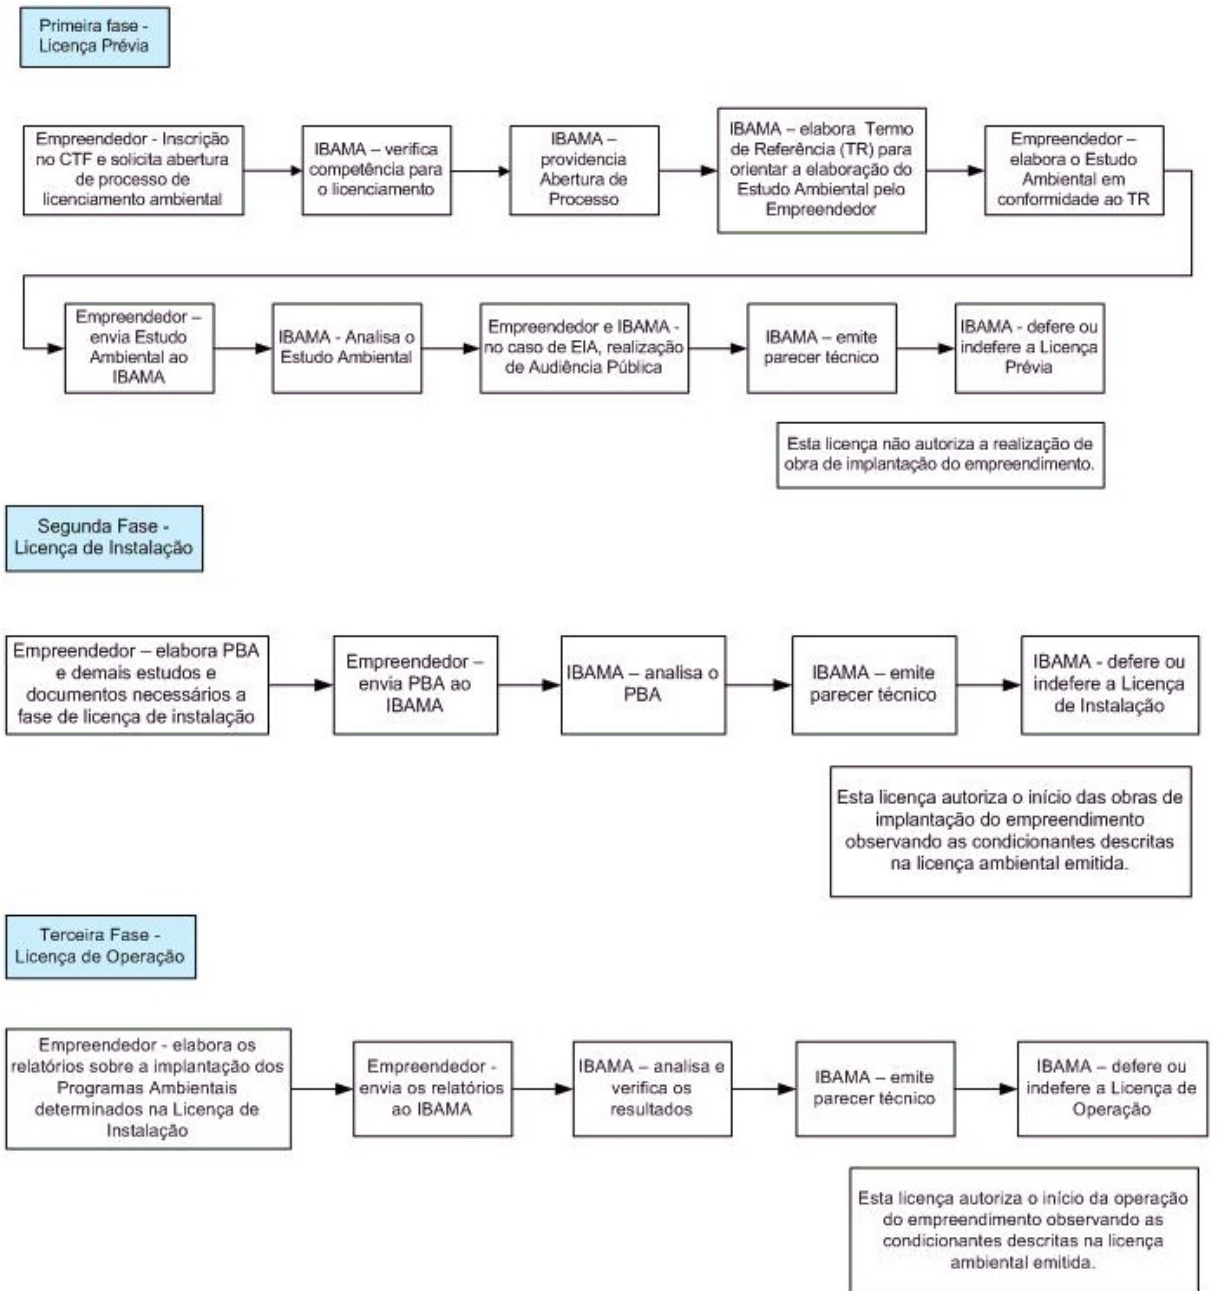 Primeira fase -
Licença Prévia
Empreendedor - Inscrição
no CTF e solicita abertura
de processo de
licenciamento ambiental
IBAMA – verifica
competência para
o licenciamento
IBAMA –
providencia
Abertura de
Processo
IBAMA – elabora Termo
de Referência (TR) para
orientar a elaboração do
Estudo Ambiental pelo
Empreendedor
Empreendedor –
elabora o Estudo
Ambiental em
conformidade ao TR
Empreendedor –
envia Estudo
Ambiental ao
IBAMA
IBAMA - Analisa o
Estudo Ambiental
Empreendedor e IBAMA -
no caso de EIA, realização
de Audiência Pública
IBAMA – emite
parecer técnico
IBAMA - defere ou
indefere a Licença
Prévia
Esta licença não autoriza a realização de
obra de implantação do empreendimento.
Segunda Fase -
Licença de Instalação
Empreendedor – elabora PBA
e demais estudos e
documentos necessários a
fase de licença de instalação
Empreendedor –
envia PBA ao
IBAMA
IBAMA – analisa o
PBA
IBAMA – emite
parecer técnico
IBAMA - defere ou
indefere a Licença
de Instalação
Esta licença autoriza o início das obras de
implantação do empreendimento
observando as condicionantes descritas
na licença ambiental emitida.
Terceira Fase -
Licença de Operação
Empreendedor - elabora os
relatórios sobre a implantação dos
Programas Ambientais
determinados na Licença de
Instalação
Empreendedor -
envia os relatórios
ao IBAMA
IBAMA – analisa e
verifica os
resultados
IBAMA – emite
parecer técnico
IBAMA – defere ou
indefere a Licença de
Operação
Esta licença autoriza o início da operação
do empreendimento observando as
condicionantes descritas na licença
ambiental emitida.